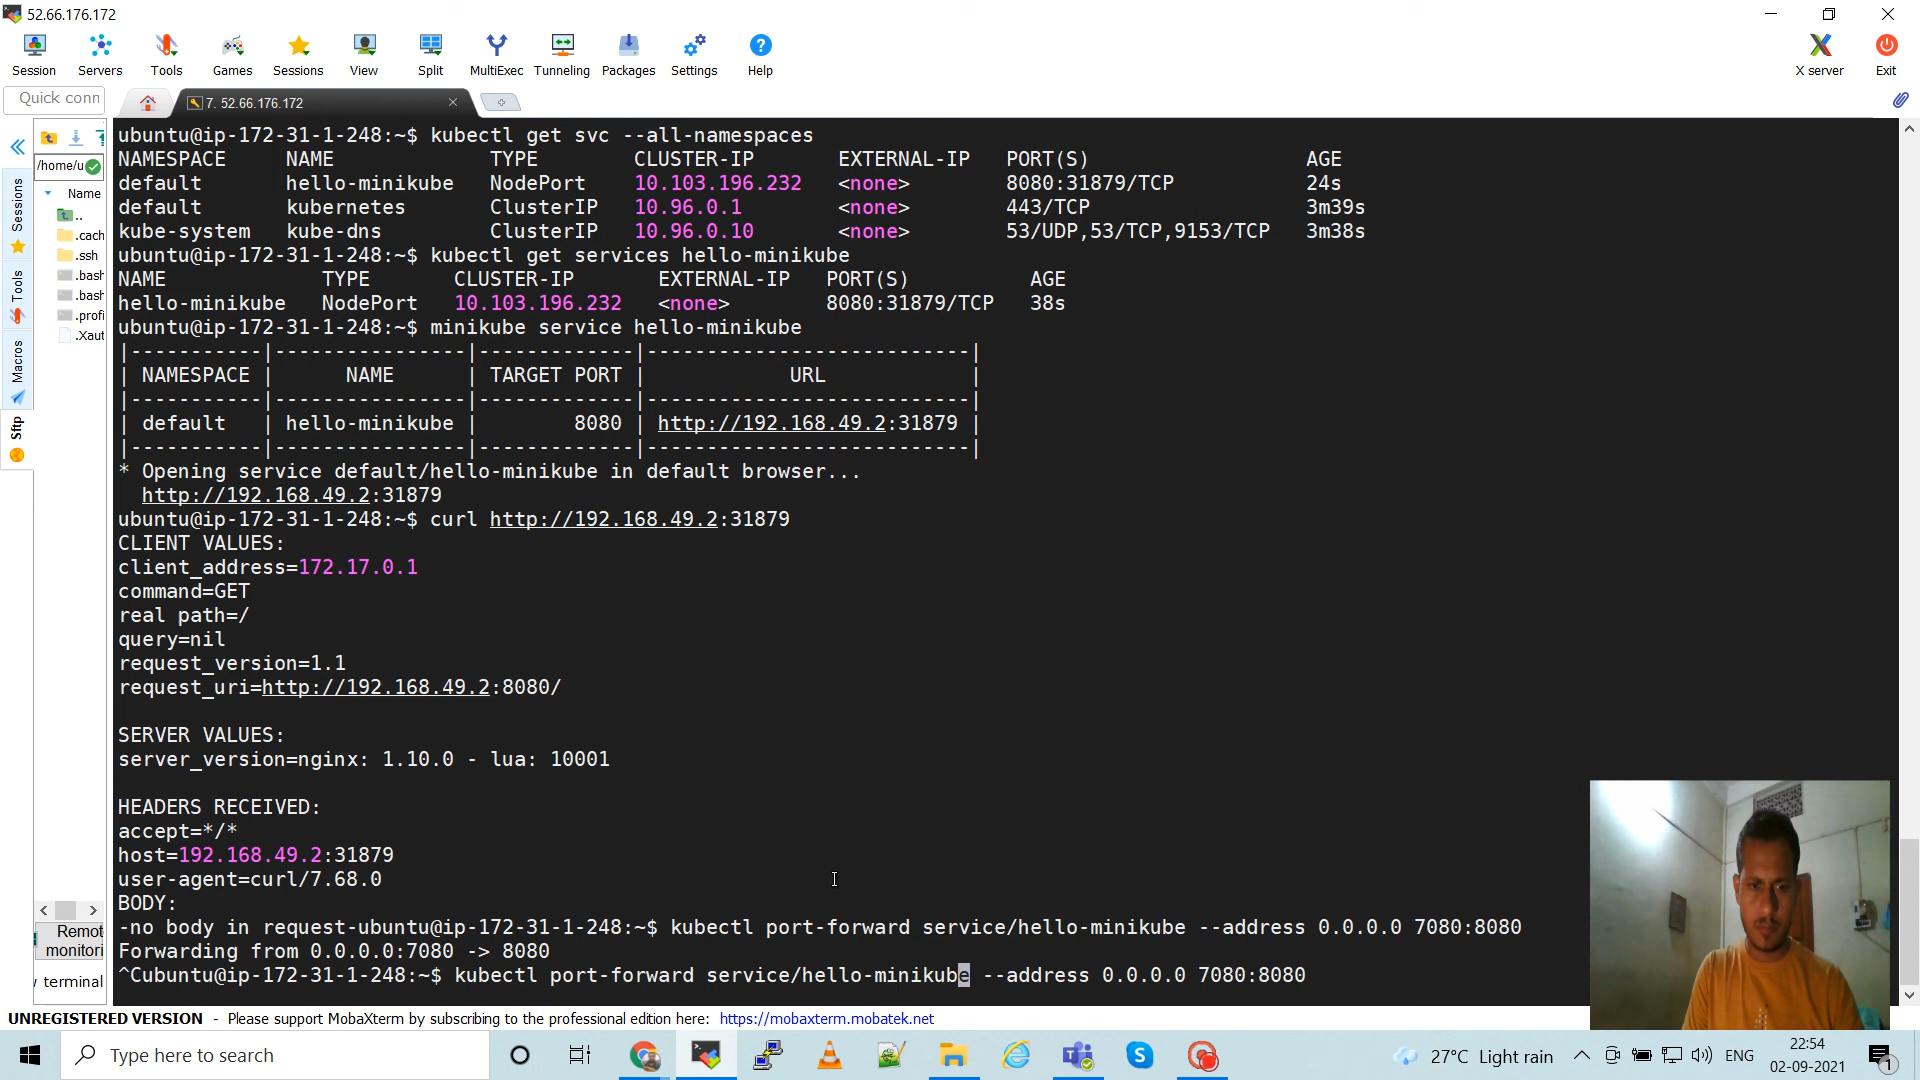 52.66.176.172
Session Servers Tools Games Sessions View Split MultiExec Tunneling Packages Settings Help X server Exit
Quick conn
7. 52.66.176.172
/home/u
Name
..
.cach
.ssh
.bash
.bash
.profi
.Xaut
Sessions
Tools
Macros
Sftp
ubuntu@ip-172-31-1-248:~$ kubectl get svc --all-namespaces
NAMESPACE NAME TYPE CLUSTER-IP EXTERNAL-IP PORT(S) AGE
default hello-minikube NodePort 10.103.196.232 <none> 8080:31879/TCP 24s
default kubernetes ClusterIP 10.96.0.1 <none> 443/TCP 3m39s
kube-system kube-dns ClusterIP 10.96.0.10 <none> 53/UDP,53/TCP,9153/TCP 3m38s
ubuntu@ip-172-31-1-248:~$ kubectl get services hello-minikube
NAME TYPE CLUSTER-IP EXTERNAL-IP PORT(S) AGE
hello-minikube NodePort 10.103.196.232 <none> 8080:31879/TCP 38s
ubuntu@ip-172-31-1-248:~$ minikube service hello-minikube
|-----------|----------------|-------------|---------------------------|
| NAMESPACE | NAME | TARGET PORT | URL |
|-----------|----------------|-------------|---------------------------|
| default | hello-minikube | 8080 | http://192.168.49.2:31879 |
|-----------|----------------|-------------|---------------------------|
* Opening service default/hello-minikube in default browser...
http://192.168.49.2:31879
ubuntu@ip-172-31-1-248:~$ curl http://192.168.49.2:31879
CLIENT VALUES:
client_address=172.17.0.1
command=GET
real path=/
query=nil
request_version=1.1
request_uri=http://192.168.49.2:8080/
SERVER VALUES:
server_version=nginx: 1.10.0 - lua: 10001
HEADERS RECEIVED:
accept=*/*
host=192.168.49.2:31879
user-agent=curl/7.68.0
BODY:
-no body in request-ubuntu@ip-172-31-1-248:~$ kubectl port-forward service/hello-minikube --address 0.0.0.0 7080:8080
Forwarding from 0.0.0.0:7080 -> 8080
^Cubuntu@ip-172-31-1-248:~$ kubectl port-forward service/hello-minikube --address 0.0.0.0 7080:8080
Remot
monitori
terminal
UNREGISTERED VERSION - Please support MobaXterm by subscribing to the professional edition here: https://mobaxterm.mobatek.net
Type here to search
27°C Light rain
ENG
22:54
02-09-2021
1